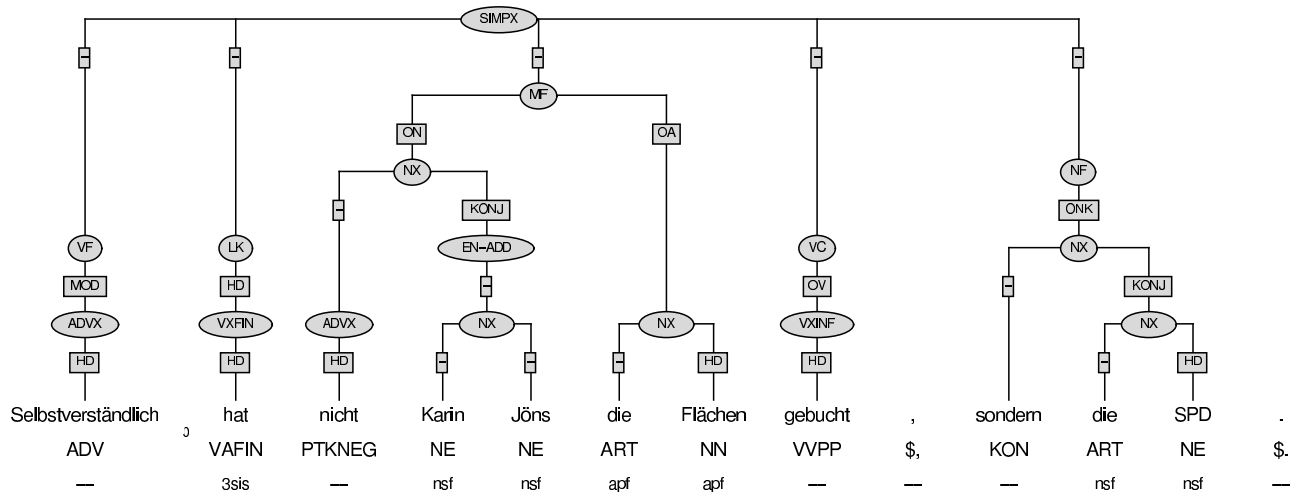 SIMPX
– – – – –
MF
ON OA
NX NF
– KONJ ONK
VF LK EN–ADD VC NX
MOD HD – OV – KONJ
ADVX VXFIN ADVX NX NX VXINF NX
HD HD HD – – – HD HD – HD
Selbstverständlich hat nicht Karin Jöns die Flächen gebucht , sondern die SPD .
ADV VAFIN PTKNEG NE NE ART NN VVPP $, KON ART NE $.
–– 3sis –– nsf nsf apf apf –– –– –– nsf nsf ––